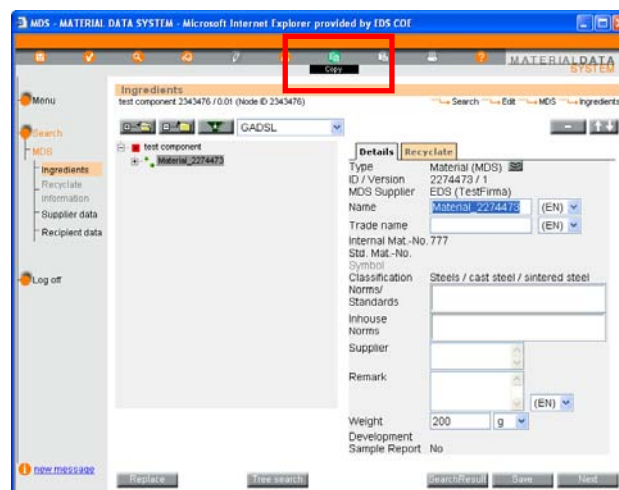 MDS - MATERIAL DATA SYSTEM - Microsoft Internet Explorer provided by EDS COE
Copy
MATERIALDATA
SYSTEM
Menu
Search
MDS
Ingredients
Recyclate
information
Supplier data
Recipient data
Log off
new message
Ingredients
test component 2343476 / 0.01 (Node ID 2343476)
Search Edit MDS Ingredients
GADSL
test component
Material_2274473
Details Recyclate
Type Material (MDS)
ID / Version 2274473 / 1
MDS Supplier EDS (TestFirma)
Name Material_2274473 (EN)
Trade name (EN)
Internal Mat.-No. 777
Std. Mat.-No.
Symbol
Classification Steels / cast steel / sintered steel
Norms/
Standards
Inhouse
Norms
Supplier
Remark
(EN)
Weight 200 g
Development
Sample Report No
Replace Tree search SearchResult Save Next